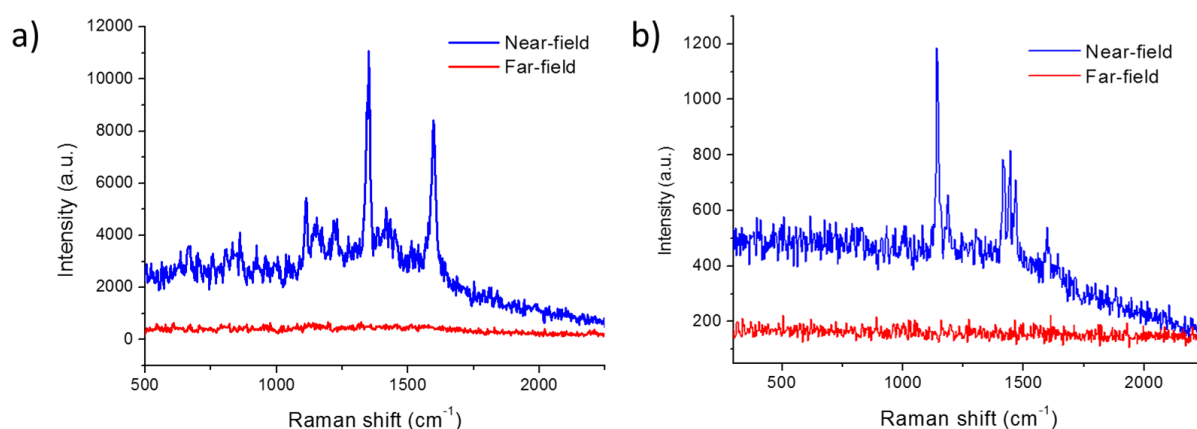 a)
12000
10000
8000
6000
4000
2000
0
Intensity (a.u.)
Near-field
Far-field
500
1000
1500
2000
Raman shift (cm⁻¹)
b)
1200
1000
800
600
400
200
Intensity (a.u.)
Near-field
Far-field
500
1000
1500
2000
Raman shift (cm⁻¹)